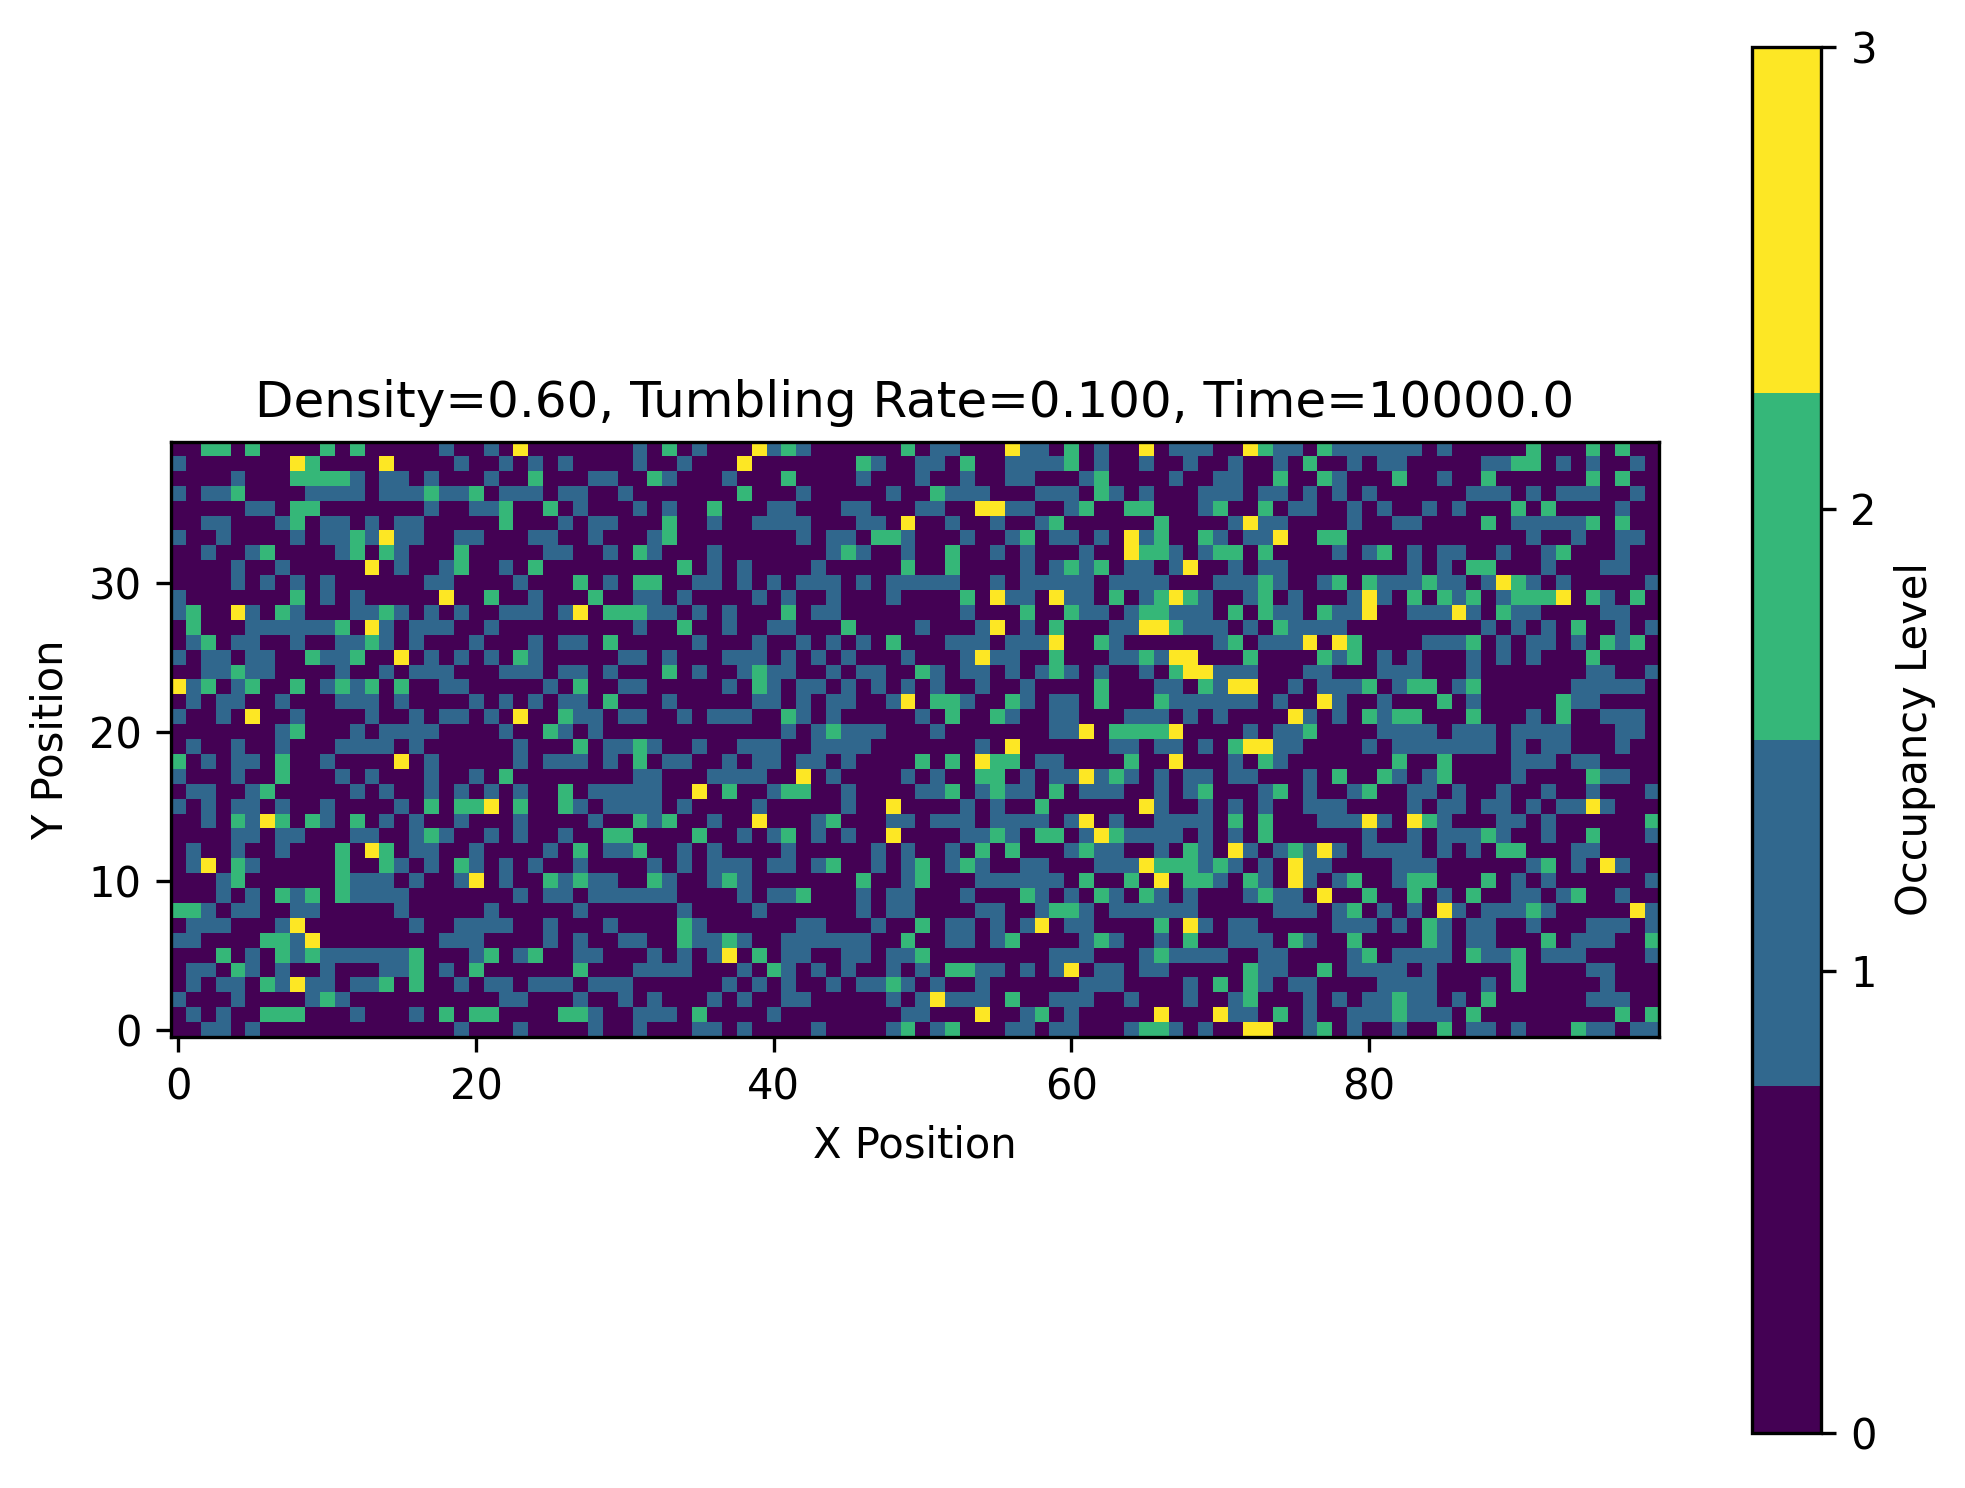 Density=0.60, Tumbling Rate=0.100, Time=10000.0
Y Position
30
20
10
0
0 20 40 60 80
X Position
3
2
1
0
Occupancy Level